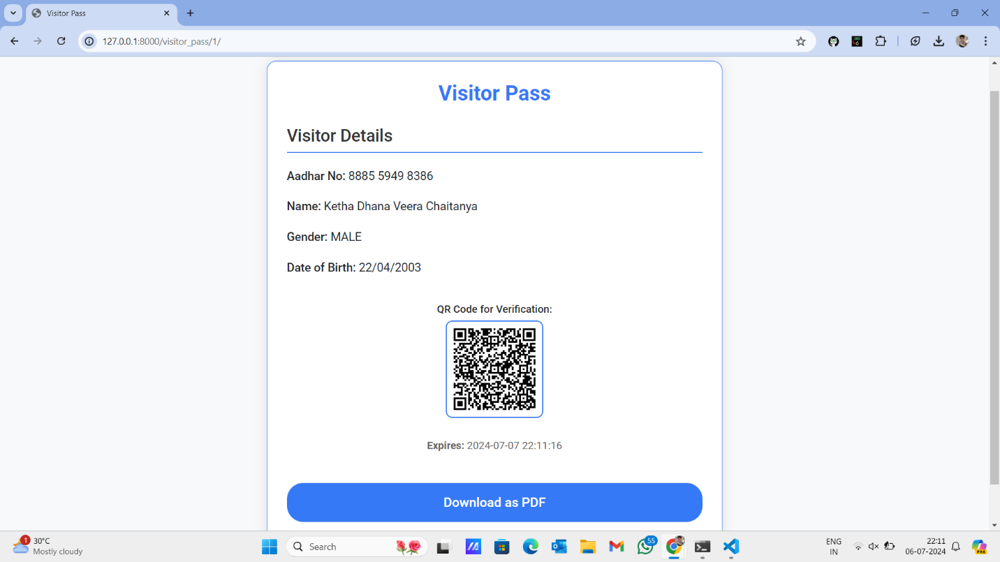 Visitor Pass
127.0.0.1:8000/visitor_pass/1/
Visitor Pass
Visitor Details
Aadhar No: 8885 5949 8386
Name: Ketha Dhana Veera Chaitanya
Gender: MALE
Date of Birth: 22/04/2003
QR Code for Verification:
Expires: 2024-07-07 22:11:16
Download as PDF
1
30°C
Mostly cloudy
Search
55
ENG
IN
22:11
06-07-2024
PRE